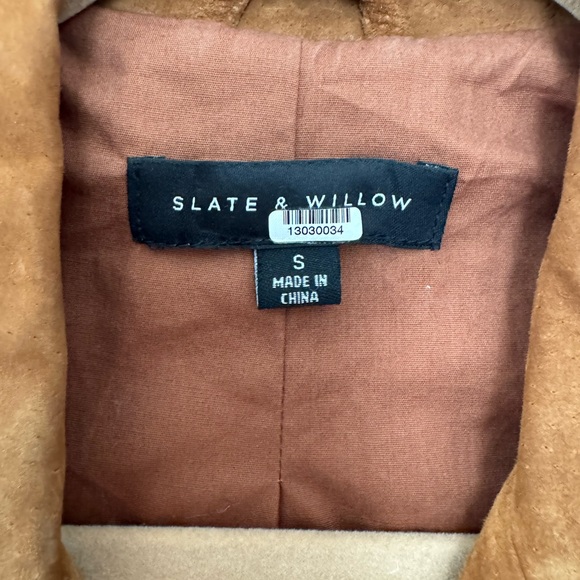 SLATE & WILLOW
13030034
S
MADE IN
CHINA